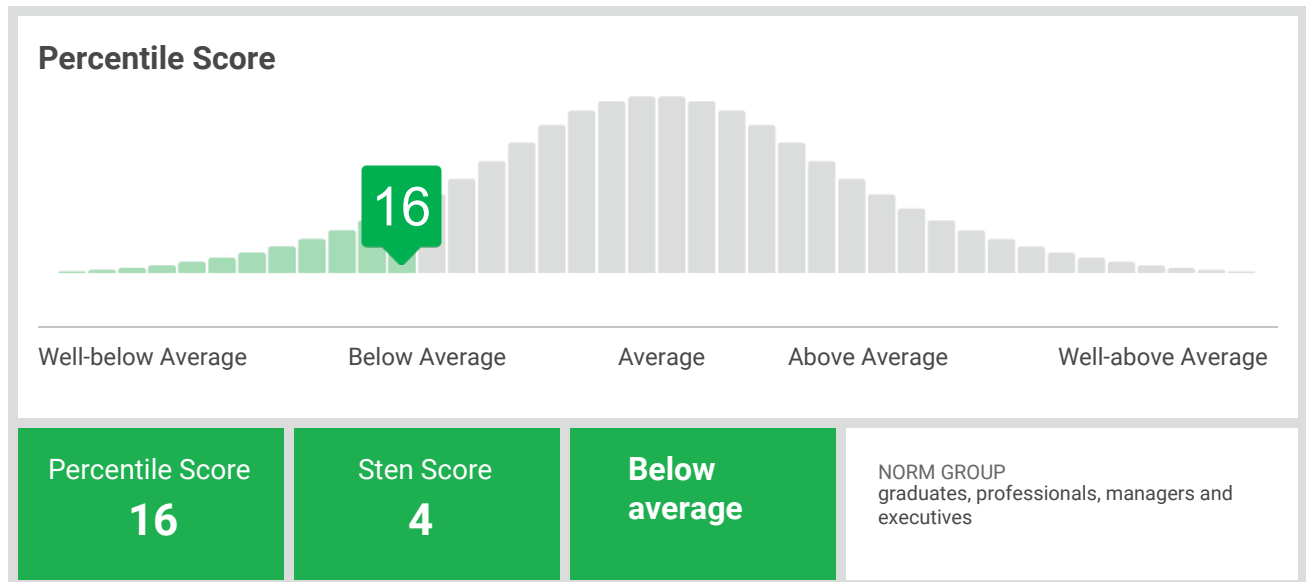 Percentile Score
16
Well-below Average
Below Average
Average
Above Average
Well-above Average
Percentile Score
16
Sten Score
4
Below
average
NORM GROUP
graduates, professionals, managers and
executives